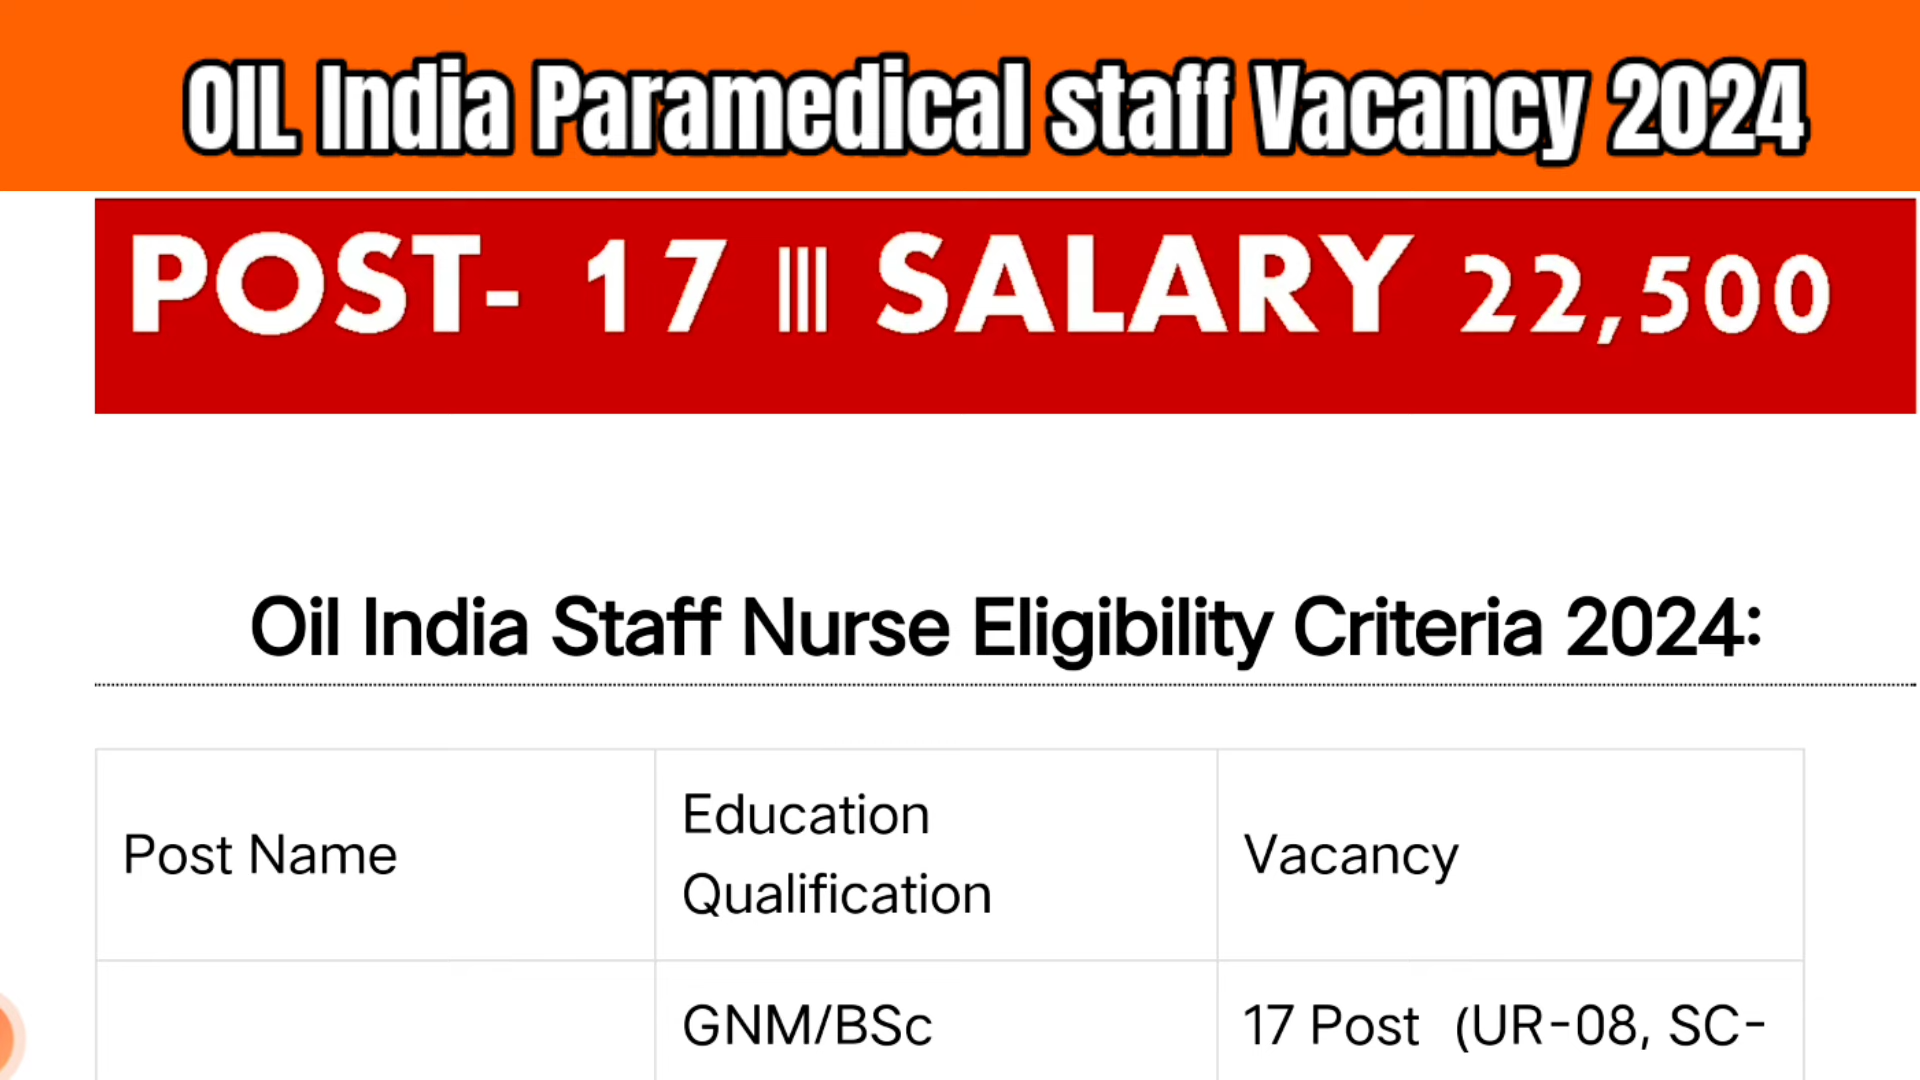 OIL India Paramedical staff Vacancy 2024
POST- 17 ||| SALARY 22,500
Oil India Staff Nurse Eligibility Criteria 2024:
Post Name
Education
Qualification
Vacancy
GNM/BSc
17 Post (UR-08, SC-